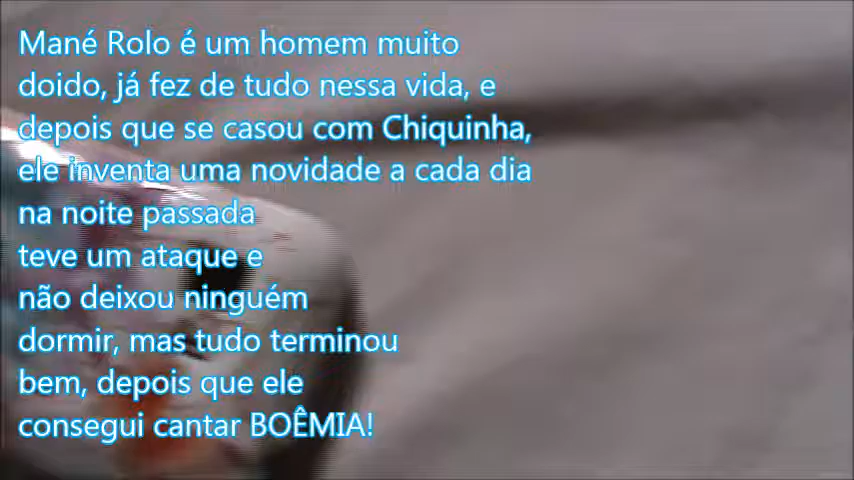 Mané Rolo é um homem muito
doido, já fez de tudo nessa vida, e
depois que se casou com Chiquinha,
ele inventa uma novidade a cada dia
na noite passada
teve um ataque e
não deixou ninguém
dormir, mas tudo terminou
bem, depois que ele
consegui cantar BOÊMIA!